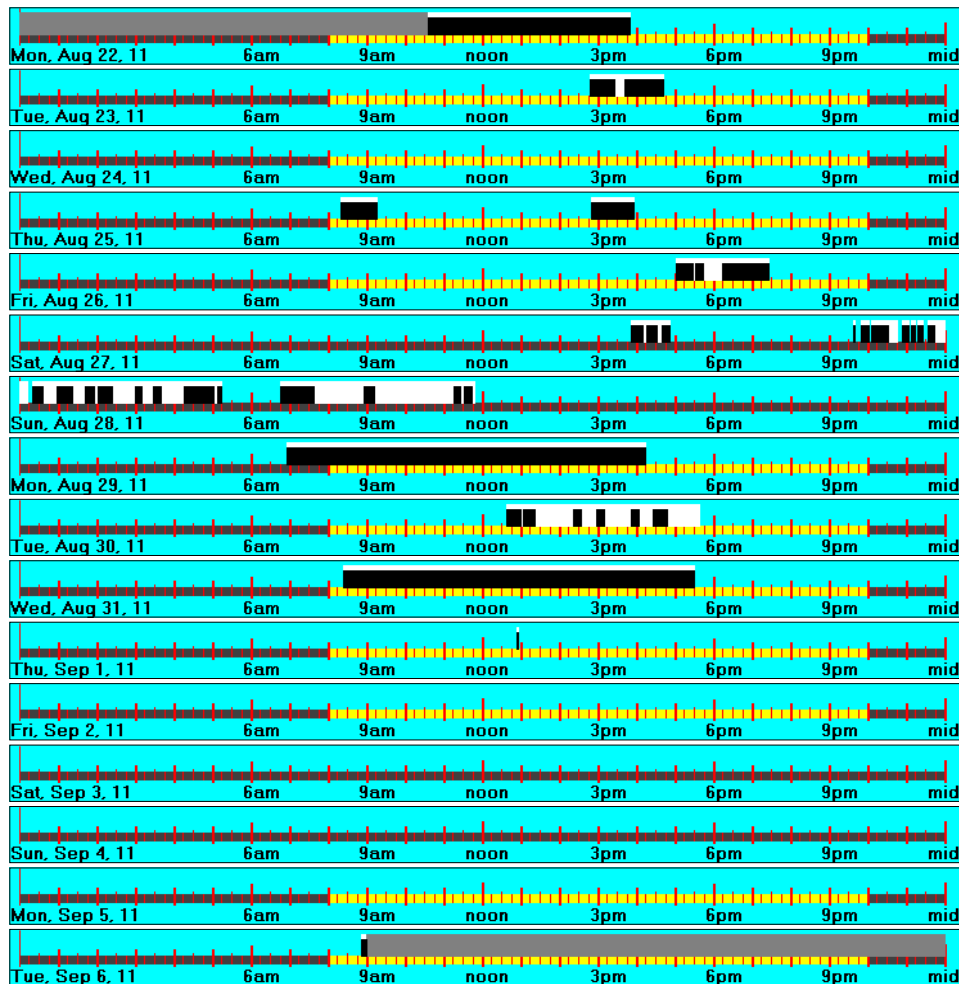 Mon, Aug 22, 11 6am 9am noon 3pm 6pm 9pm mid
Tue, Aug 23, 11 6am 9am noon 3pm 6pm 9pm mid
Wed, Aug 24, 11 6am 9am noon 3pm 6pm 9pm mid
Thu, Aug 25, 11 6am 9am noon 3pm 6pm 9pm mid
Fri, Aug 26, 11 6am 9am noon 3pm 6pm 9pm mid
Sat, Aug 27, 11 6am 9am noon 3pm 6pm 9pm mid
Sun, Aug 28, 11 6am 9am noon 3pm 6pm 9pm mid
Mon, Aug 29, 11 6am 9am noon 3pm 6pm 9pm mid
Tue, Aug 30, 11 6am 9am noon 3pm 6pm 9pm mid
Wed, Aug 31, 11 6am 9am noon 3pm 6pm 9pm mid
Thu, Sep 1, 11 6am 9am noon 3pm 6pm 9pm mid
Fri, Sep 2, 11 6am 9am noon 3pm 6pm 9pm mid
Sat, Sep 3, 11 6am 9am noon 3pm 6pm 9pm mid
Sun, Sep 4, 11 6am 9am noon 3pm 6pm 9pm mid
Mon, Sep 5, 11 6am 9am noon 3pm 6pm 9pm mid
Tue, Sep 6, 11 6am 9am noon 3pm 6pm 9pm mid